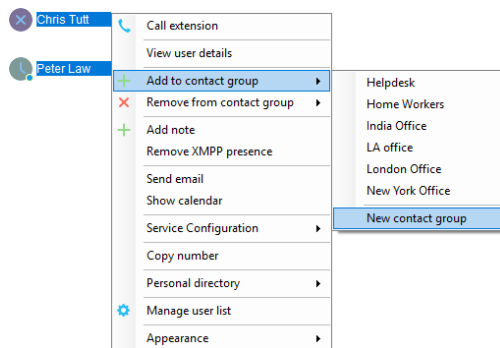 Chris Tutt
Peter Law
Call extension
View user details
Add to contact group
Remove from contact group
Add note
Remove XMPP presence
Send email
Show calendar
Service Configuration
Copy number
Personal directory
Manage user list
Appearance
Helpdesk
Home Workers
India Office
LA office
London Office
New York Office
New contact group